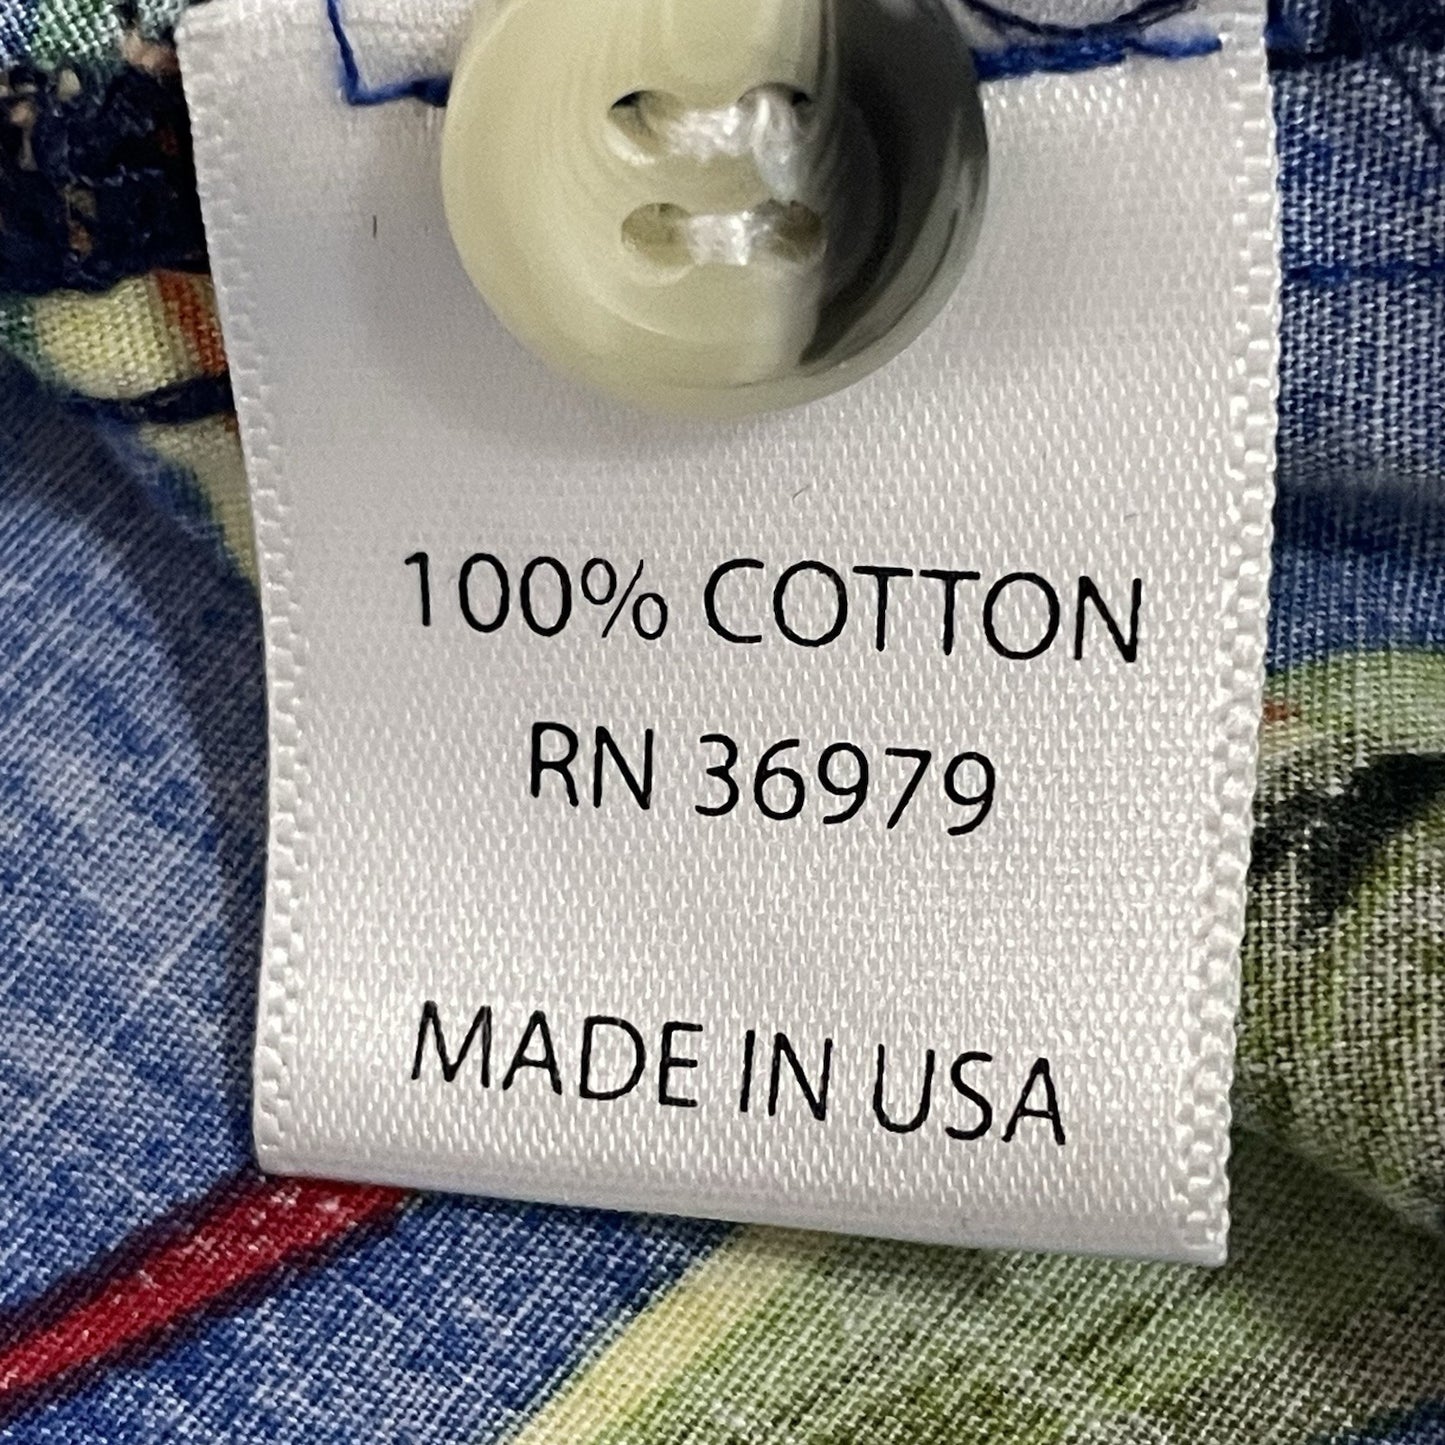 100% COTTON
RN 36979
MADE IN USA